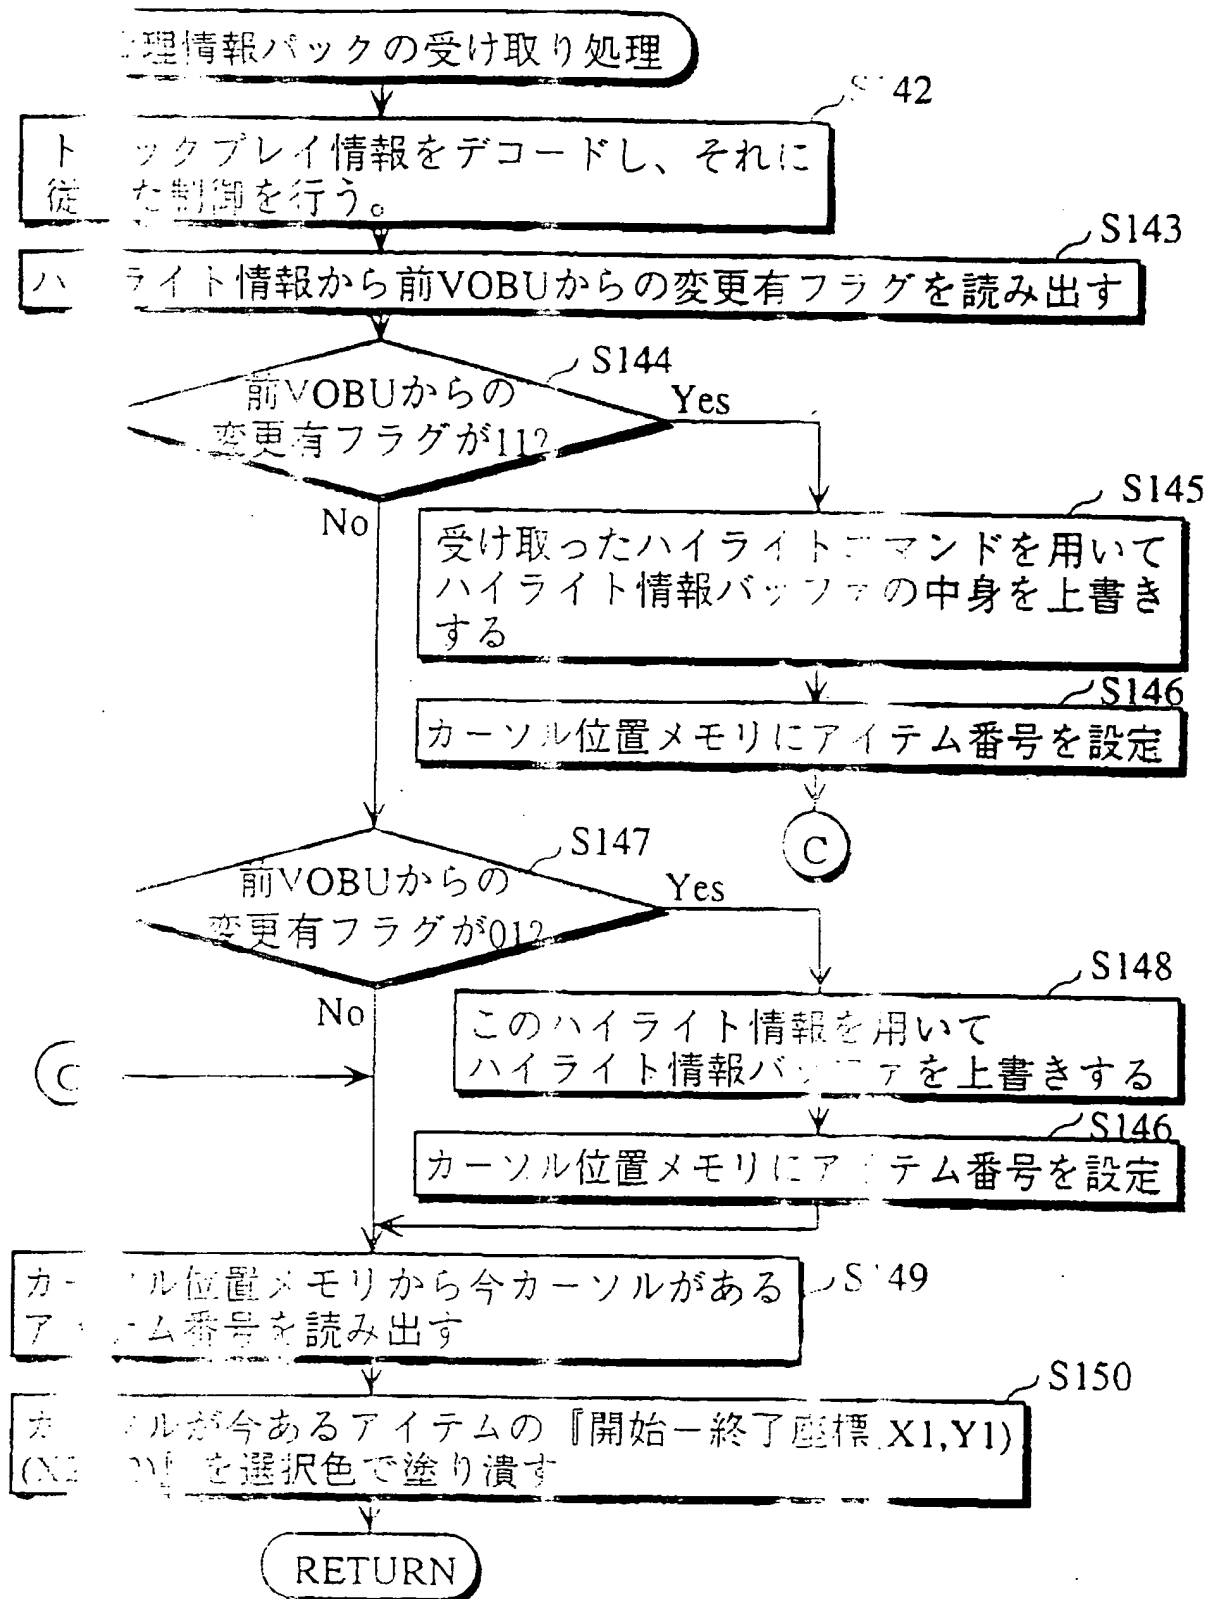 理情報パックの受け取り処理
S142
ト ックプレイ情報をデコードし、それに
従 た制御を行う。
S143
ハ ライト情報から前VOBUからの変更有フラグを読み出す
S144
前VOBUからの
変更有フラグが11?
Yes
No
S145
受け取ったハイライトコマンドを用いて
ハイライト情報バッファの中身を上書き
する
S146
カーソル位置メモリにアイテム番号を設定
C
S147
前VOBUからの
変更有フラグが01?
Yes
No
S148
このハイライト情報を用いて
ハイライト情報バッファを上書きする
C
S146
カーソル位置メモリにアイテム番号を設定
カーソル位置メモリから今カーソルがある
ア テム番号を読み出す
S149
S150
カーソルが今あるアイテムの『開始ー終了座標 X1,Y1)
を選択色で塗り潰す
RETURN